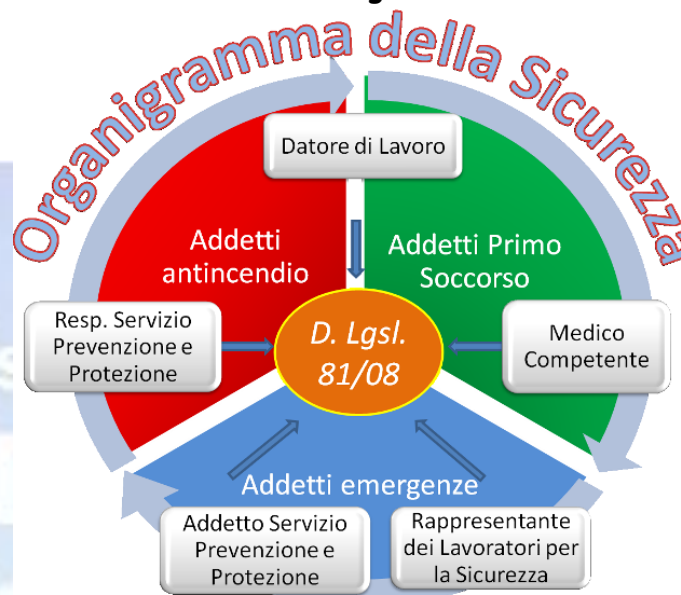 Organigramma della Sicurezza
Datore di Lavoro
Addetti
antincendio
Addetti Primo
Soccorso
Resp. Servizio
Prevenzione e
Protezione
D. Lgsl.
81/08
Medico
Competente
Addetti emergenze
Addetto Servizio
Prevenzione e
Protezione
Rappresentante
dei Lavoratori per
la Sicurezza